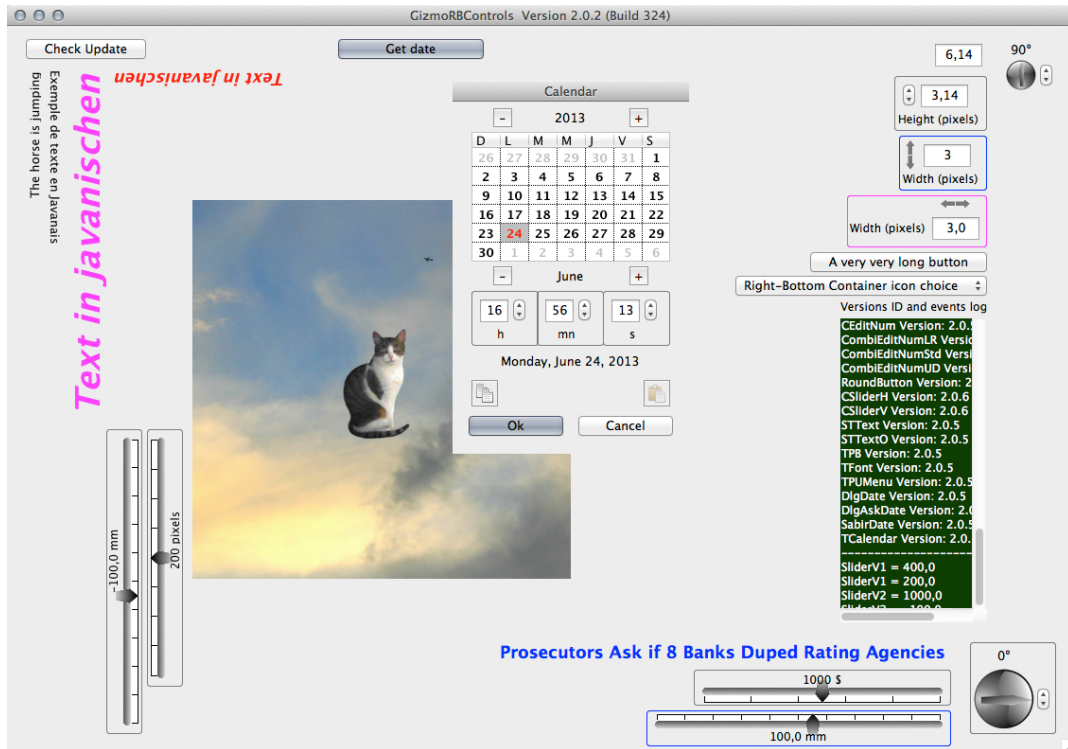 GizmoRBControls Version 2.0.2 (Build 324)
Check Update
Get date
6,14
90°
Text in javanischen
The horse is jumping
Exemple de texte en Javanais
Text in javanischen
Calendar
- 2013 +
D L M M J V S
26 27 28 29 30 31 1
2 3 4 5 6 7 8
9 10 11 12 13 14 15
16 17 18 19 20 21 22
23 24 25 26 27 28 29
30 1 2 3 4 5 6
- June +
16 56 13
h mn s
Monday, June 24, 2013
Ok Cancel
3,14
Height (pixels)
3
Width (pixels)
Width (pixels) 3,0
A very very long button
Right-Bottom Container icon choice
Versions ID and events log
CEditNum Version: 2.0.5
CombiEditNumLR Versic
CombiEditNumStd Versi
CombiEditNumUD Versi
RoundButton Version: 2
CSliderH Version: 2.0.6
CSliderV Version: 2.0.6
STText Version: 2.0.5
STTextO Version: 2.0.5
TPB Version: 2.0.5
TFont Version: 2.0.5
TPUMenu Version: 2.0.5
DlgDate Version: 2.0.5
DlgAskDate Version: 2.0
SabirDate Version: 2.0.5
TCalendar Version: 2.0.
----------------------
SliderV1 = 400,0
SliderV1 = 200,0
SliderV2 = 1000,0
-100,0 mm
200 pixels
Prosecutors Ask if 8 Banks Duped Rating Agencies
1000 $
100,0 mm
0°